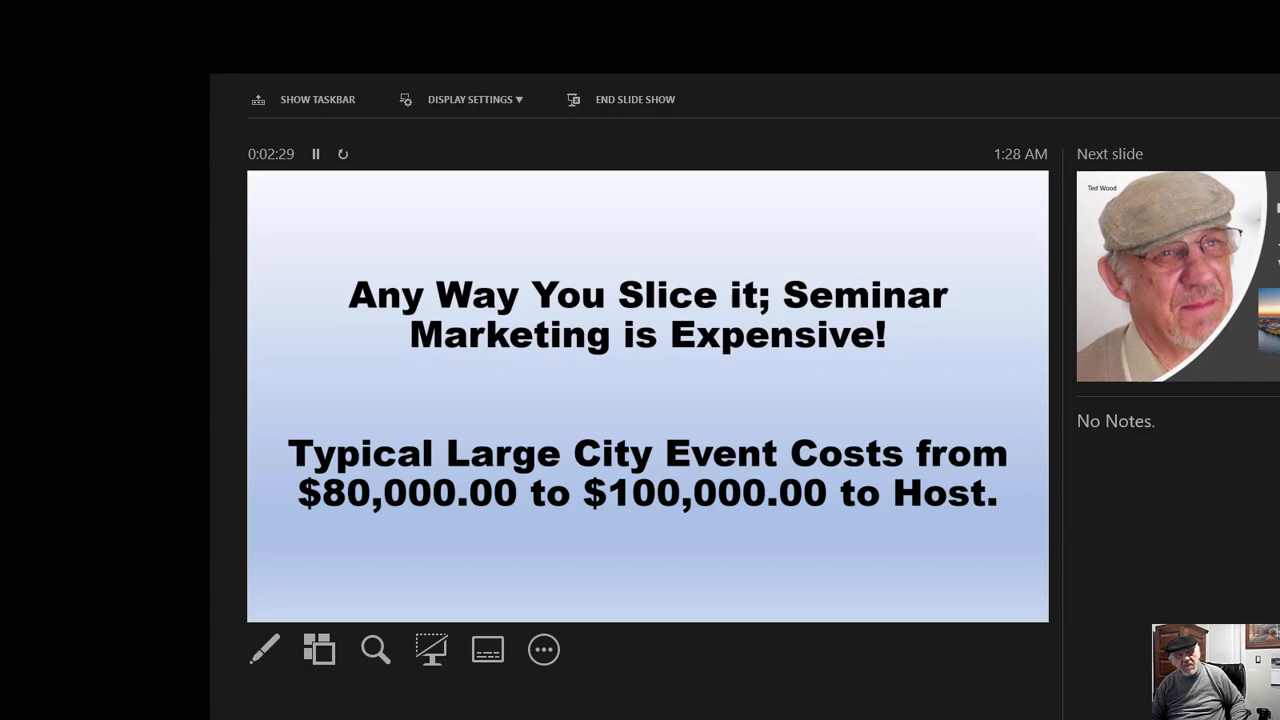 SHOW TASKBAR
DISPLAY SETTINGS ▼
END SLIDE SHOW
0:02:29
1:28 AM
Next slide
Any Way You Slice it; Seminar
Marketing is Expensive!
Typical Large City Event Costs from
$80,000.00 to $100,000.00 to Host.
Ted Wood
No Notes.